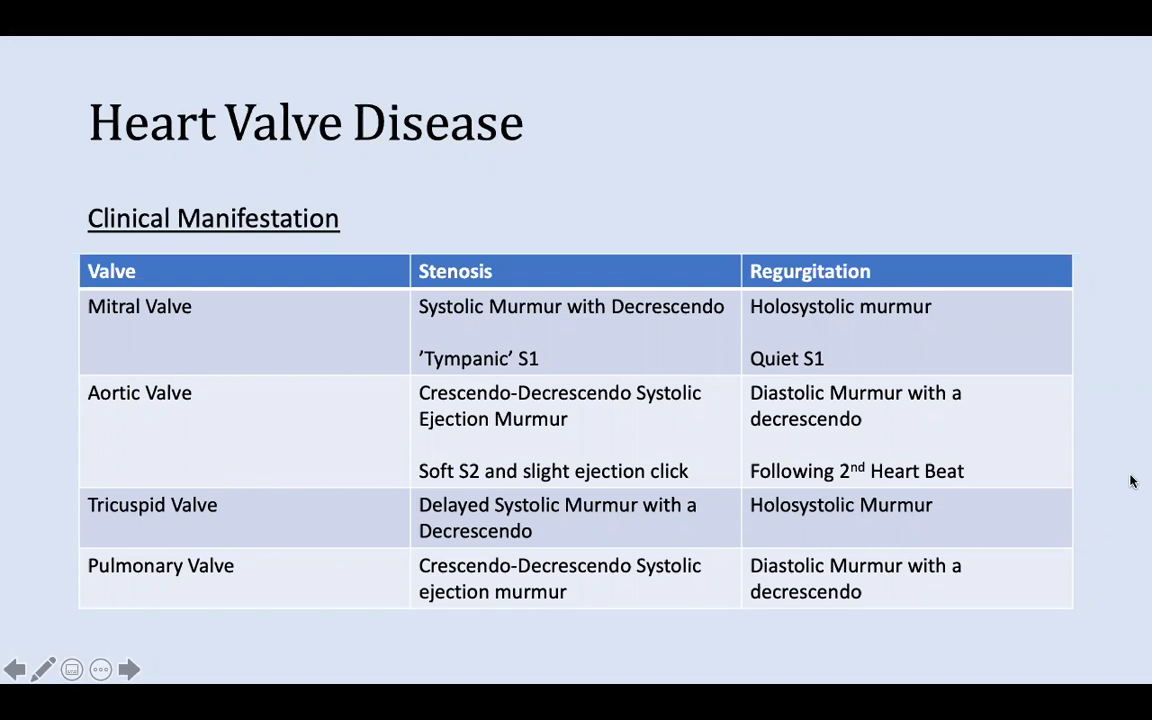 Heart Valve Disease
Clinical Manifestation
Valve Stenosis Regurgitation
Mitral Valve Systolic Murmur with Decrescendo Holosystolic murmur
’Tympanic’ S1 Quiet S1
Aortic Valve Crescendo-Decrescendo Systolic Diastolic Murmur with a
Ejection Murmur decrescendo
Soft S2 and slight ejection click Following 2nd Heart Beat
Tricuspid Valve Delayed Systolic Murmur with a Holosystolic Murmur
Decrescendo
Pulmonary Valve Crescendo-Decrescendo Systolic Diastolic Murmur with a
ejection murmur decrescendo